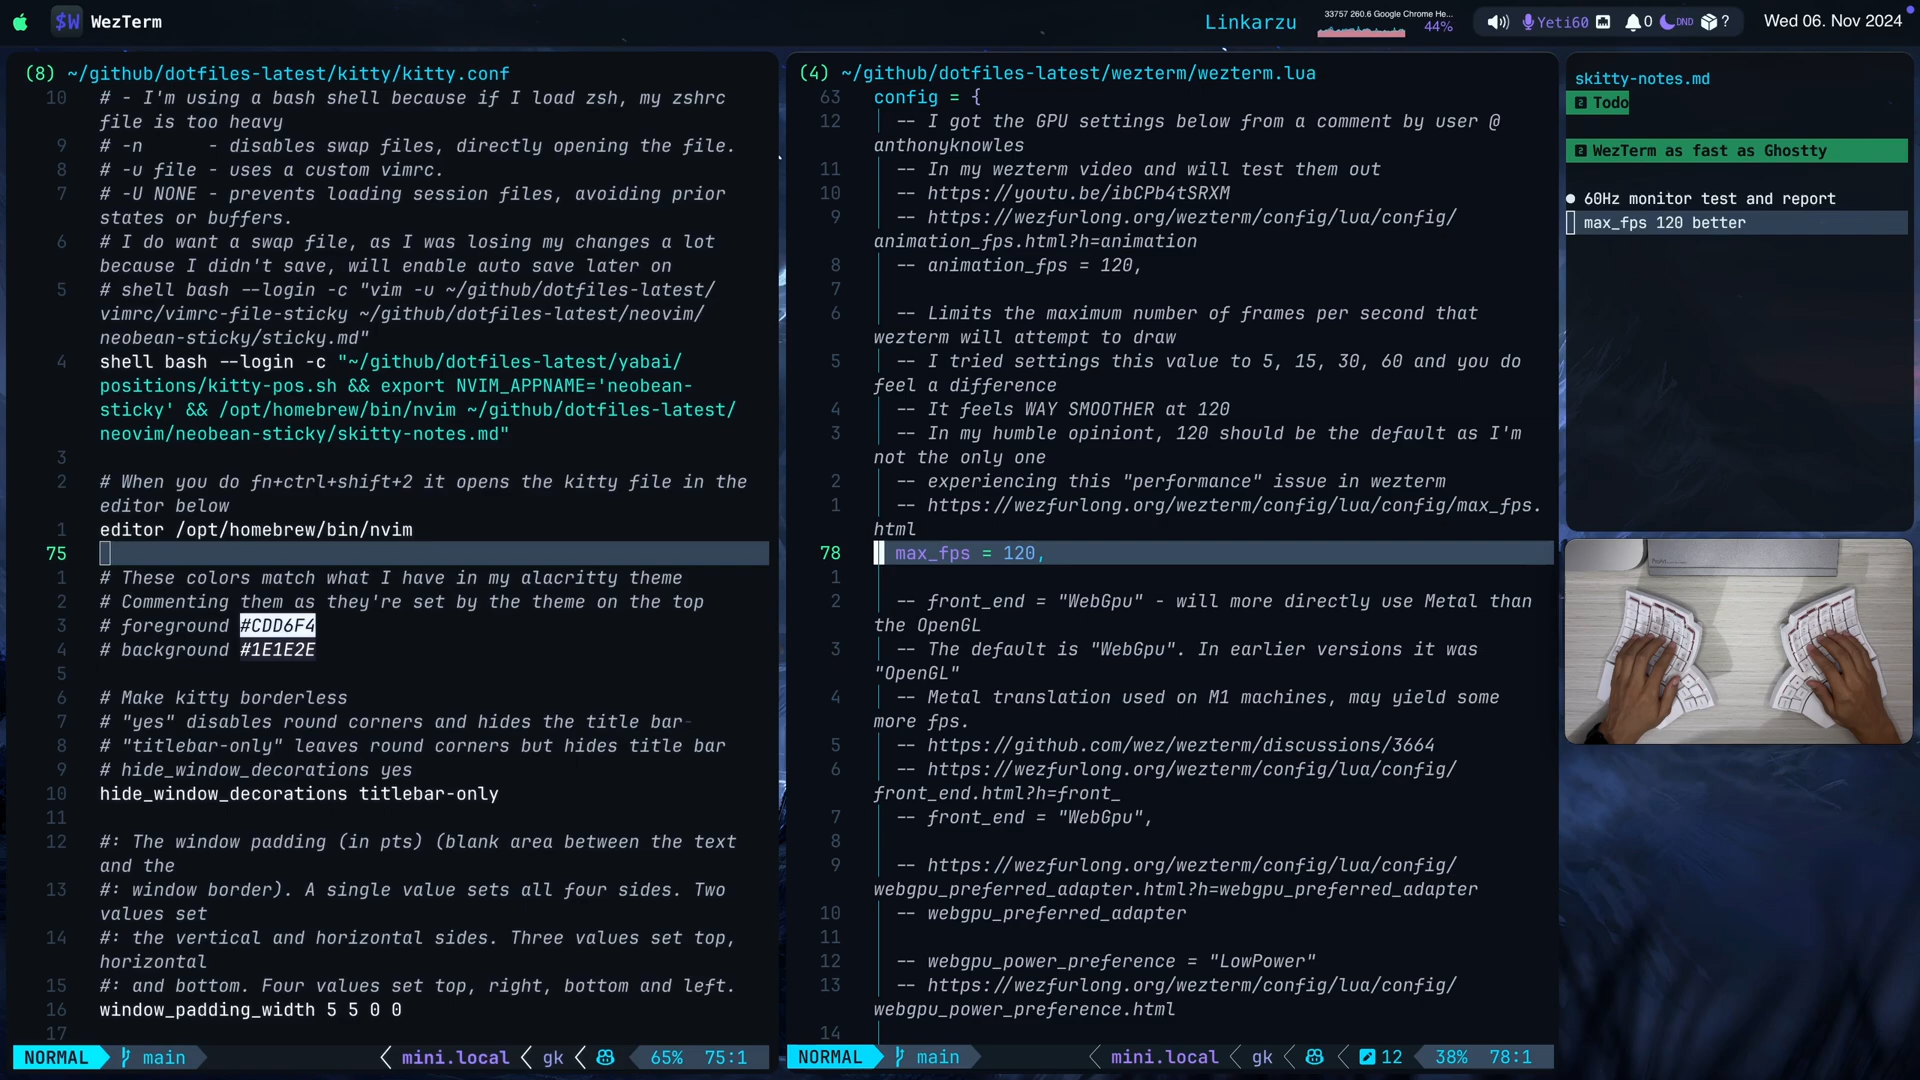 $W WezTerm
Linkarzu
33757 260.6 Google Chrome He...
44%
Yeti60
0
DND
?
Wed 06. Nov 2024
(8) ~/github/dotfiles-latest/kitty/kitty.conf
10 # - I'm using a bash shell because if I load zsh, my zshrc
file is too heavy
9 # -n      - disables swap files, directly opening the file.
8 # -u file - uses a custom vimrc.
7 # -U NONE - prevents loading session files, avoiding prior
states or buffers.
6 # I do want a swap file, as I was losing my changes a lot
because I didn't save, will enable auto save later on
5 # shell bash --login -c "vim -u ~/github/dotfiles-latest/
vimrc/vimrc-file-sticky ~/github/dotfiles-latest/neovim/
neobean-sticky/sticky.md"
4 shell bash --login -c "~/github/dotfiles-latest/yabai/
positions/kitty-pos.sh && export NVIM_APPNAME='neobean-
sticky' && /opt/homebrew/bin/nvim ~/github/dotfiles-latest/
neovim/neobean-sticky/skitty-notes.md"
3
2 # When you do fn+ctrl+shift+2 it opens the kitty file in the
editor below
1 editor /opt/homebrew/bin/nvim
75
1 # These colors match what I have in my alacritty theme
2 # Commenting them as they're set by the theme on the top
3 # foreground #CDD6F4
4 # background #1E1E2E
5
6 # Make kitty borderless
7 # "yes" disables round corners and hides the title bar
8 # "titlebar-only" leaves round corners but hides title bar
9 # hide_window_decorations yes
10 hide_window_decorations titlebar-only
11
12 #: The window padding (in pts) (blank area between the text
and the
13 #: window border). A single value sets all four sides. Two
values set
14 #: the vertical and horizontal sides. Three values set top,
horizontal
15 #: and bottom. Four values set top, right, bottom and left.
16 window_padding_width 5 5 0 0
17
NORMAL main mini.local gk 65% 75:1
(4) ~/github/dotfiles-latest/wezterm/wezterm.lua
63 config = {
12 -- I got the GPU settings below from a comment by user @
anthonyknowles
11 -- In my wezterm video and will test them out
10 -- https://youtu.be/ibCPb4tSRXM
9 -- https://wezfurlong.org/wezterm/config/lua/config/
animation_fps.html?h=animation
8 -- animation_fps = 120,
7
6 -- Limits the maximum number of frames per second that
wezterm will attempt to draw
5 -- I tried settings this value to 5, 15, 30, 60 and you do
feel a difference
4 -- It feels WAY SMOOTHER at 120
3 -- In my humble opiniont, 120 should be the default as I'm
not the only one
2 -- experiencing this "performance" issue in wezterm
1 -- https://wezfurlong.org/wezterm/config/lua/config/max_fps.
html
78 max_fps = 120,
1
2 -- front_end = "WebGpu" - will more directly use Metal than
the OpenGL
3 -- The default is "WebGpu". In earlier versions it was
"OpenGL"
4 -- Metal translation used on M1 machines, may yield some
more fps.
5 -- https://github.com/wez/wezterm/discussions/3664
6 -- https://wezfurlong.org/wezterm/config/lua/config/
front_end.html?h=front_
7 -- front_end = "WebGpu",
8
9 -- https://wezfurlong.org/wezterm/config/lua/config/
webgpu_preferred_adapter.html?h=webgpu_preferred_adapter
10 -- webgpu_preferred_adapter
11
12 -- webgpu_power_preference = "LowPower"
13 -- https://wezfurlong.org/wezterm/config/lua/config/
webgpu_power_preference.html
14
NORMAL main mini.local gk 12 38% 78:1
skitty-notes.md
2 Todo
2 WezTerm as fast as Ghostty
● 60Hz monitor test and report
max_fps 120 better